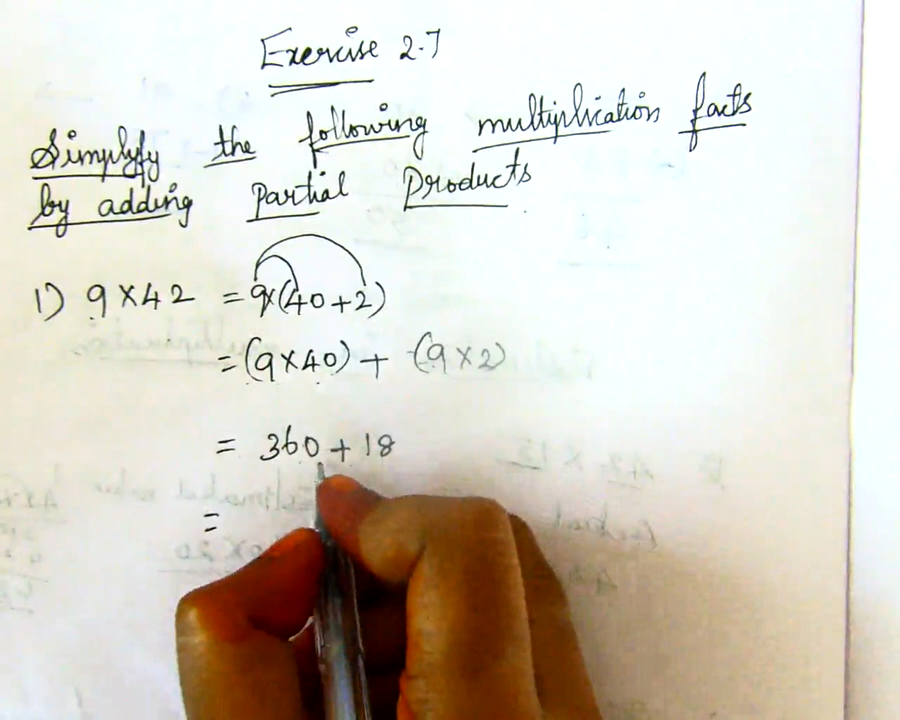 Exercise 2.7
Simplyfy the following multiplication facts
by adding Partial Products
1) 9×42 = 9×(40+2)
= (9×40) + (9×2)
= 360+18
=